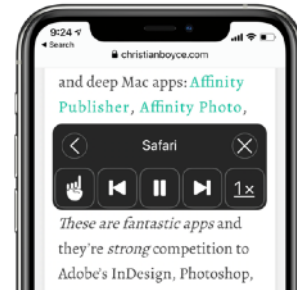 9:24
Search
christianboyce.com
and deep Mac apps: Affinity
Publisher, Affinity Photo,
Safari
1x
These are fantastic apps and
they're strong competition to
Adobe's InDesign, Photoshop,